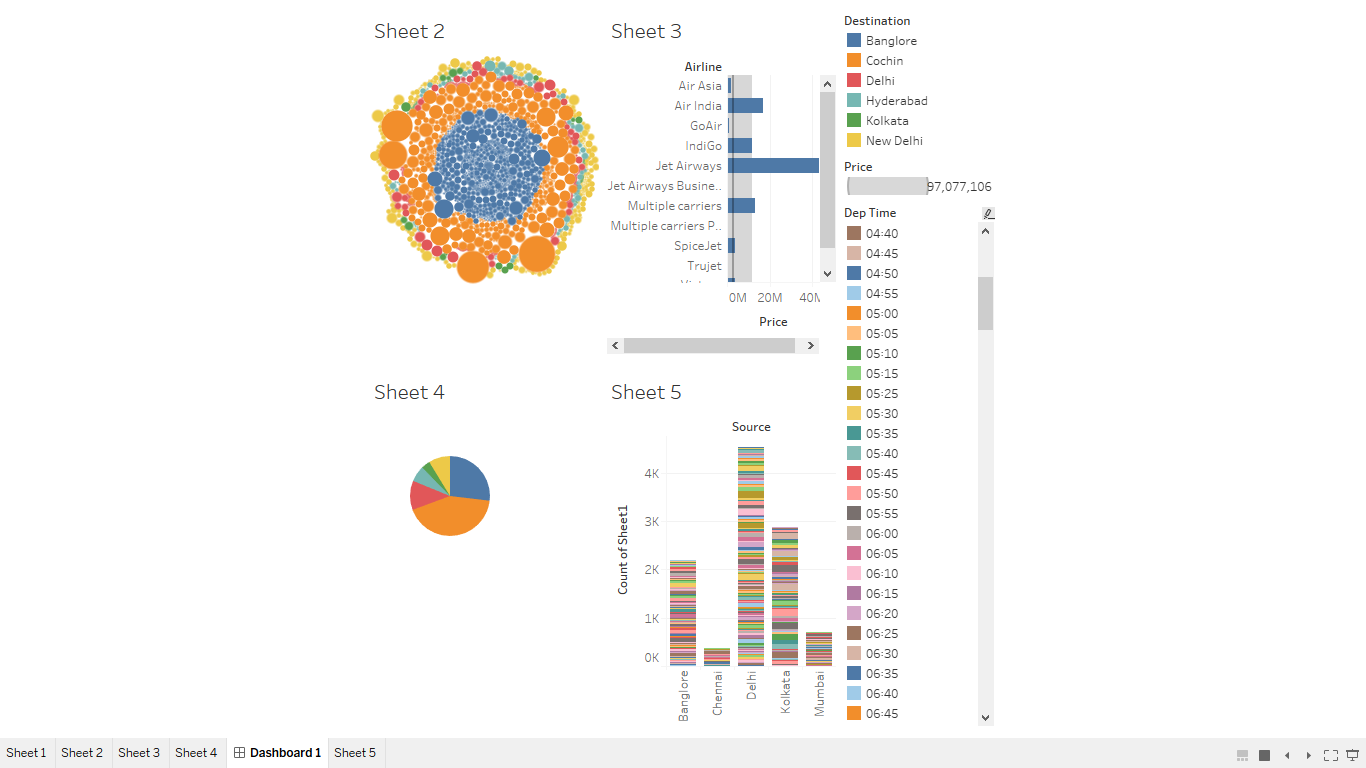 Sheet 2
Sheet 3
Airline
Air Asia
Air India
GoAir
IndiGo
Jet Airways
Jet Airways Busine..
Multiple carriers
Multiple carriers P..
SpiceJet
Trujet
0M 20M 40M
Price
Destination
Banglore
Cochin
Delhi
Hyderabad
Kolkata
New Delhi
Price
97,077,106
Dep Time
04:40
04:45
04:50
04:55
05:00
05:05
05:10
05:15
05:25
05:30
05:35
05:40
05:45
05:50
05:55
06:00
06:05
06:10
06:15
06:20
06:25
06:30
06:35
06:40
06:45
Sheet 4
Sheet 5
Source
Count of Sheet1
4K
3K
2K
1K
0K
Banglore
Chennai
Delhi
Kolkata
Mumbai
Sheet 1 Sheet 2 Sheet 3 Sheet 4 Dashboard 1 Sheet 5